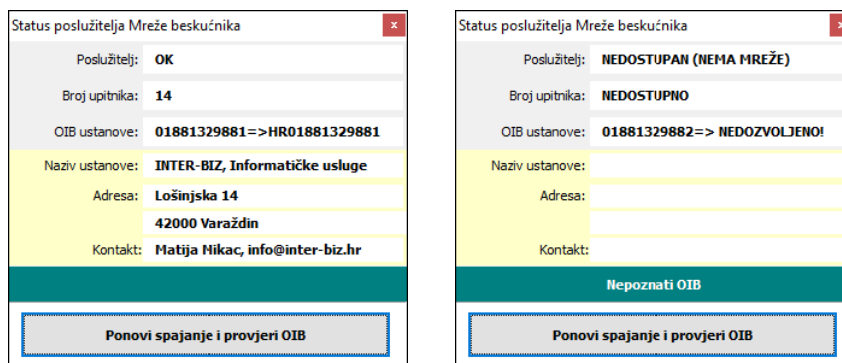 Status poslužitelja Mreže beskućnika
x
Poslužitelj: OK
Broj upitnika: 14
OIB ustanove: 01881329881=>HR01881329881
Naziv ustanove: INTER-BIZ, Informatičke usluge
Adresa: Lošinjska 14
42000 Varaždin
Kontakt: Matija Nikac, info@inter-biz.hr
Ponovi spajanje i provjeri OIB
Status poslužitelja Mreže beskućnika
x
Poslužitelj: NEDOSTUPAN (NEMA MREŽE)
Broj upitnika: NEDOSTUPNO
OIB ustanove: 01881329882=> NEDOZVOLJENO!
Naziv ustanove:
Adresa:
Kontakt:
Nepoznati OIB
Ponovi spajanje i provjeri OIB